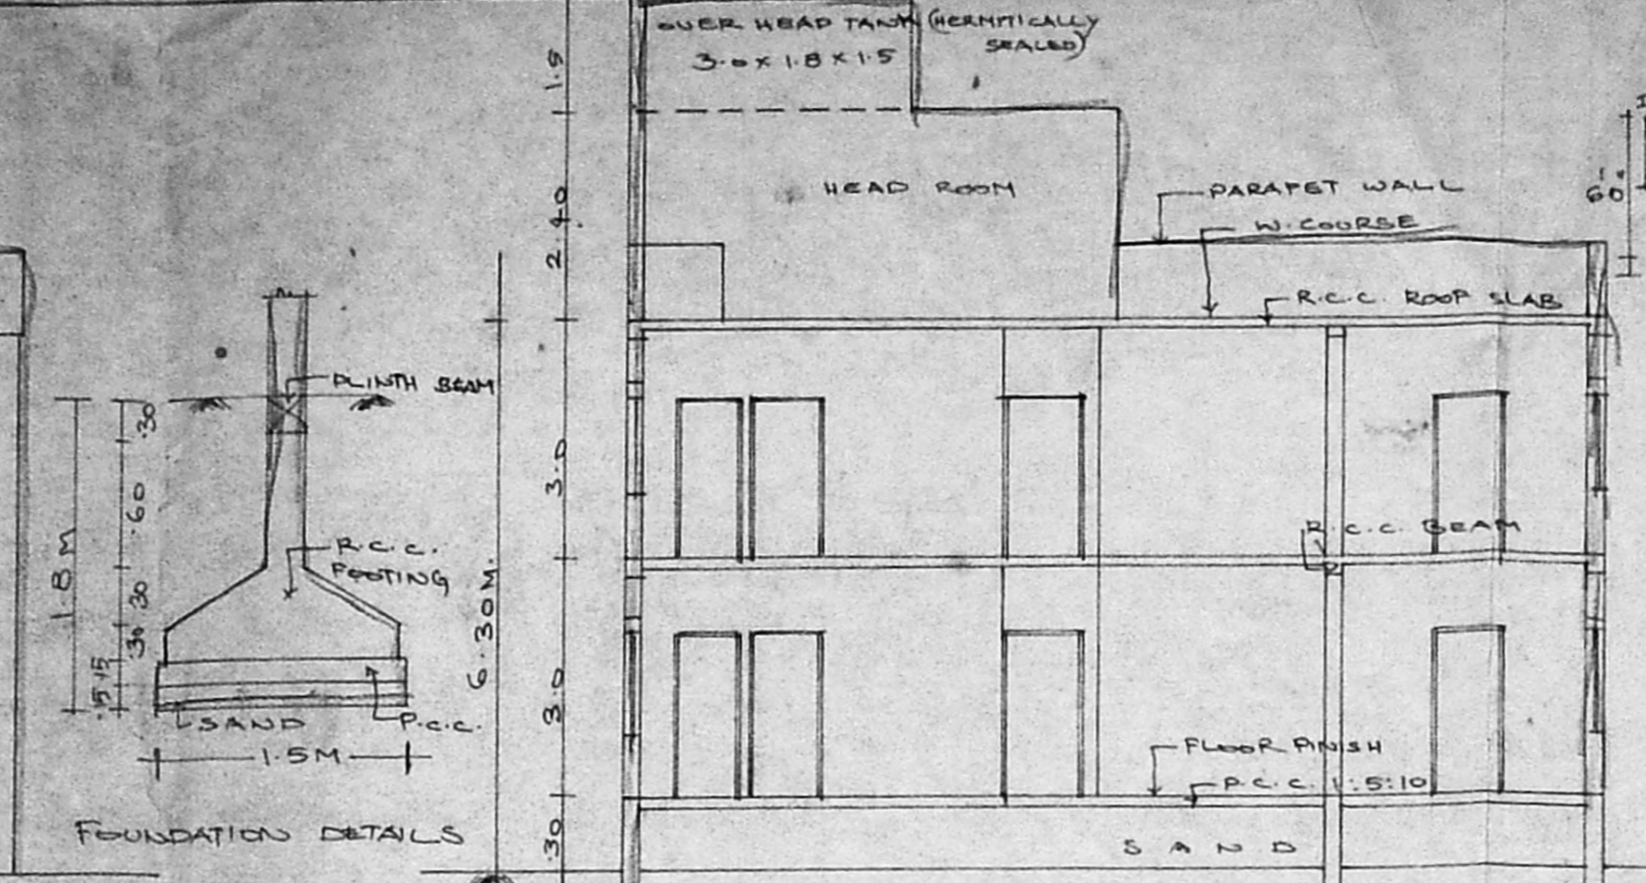 OVER HEAD TANK (HERMITICALLY
SEALED)
3.0 x 1.8 x 1.5
1.5
HEAD ROOM
2.40
PARAPET WALL
W. COURSE
60
R.C.C. ROOF SLAB
PLINTH BEAM
.30
.60
1.8 M
R.C.C.
FOOTING
.30
.30
.15
.15
SAND
P.C.C.
1.5M
FOUNDATION DETAILS
6.30M.
3.0
R.C.C. BEAM
3.0
FLOOR FINISH
P.C.C. 1:5:10
.30
SAND